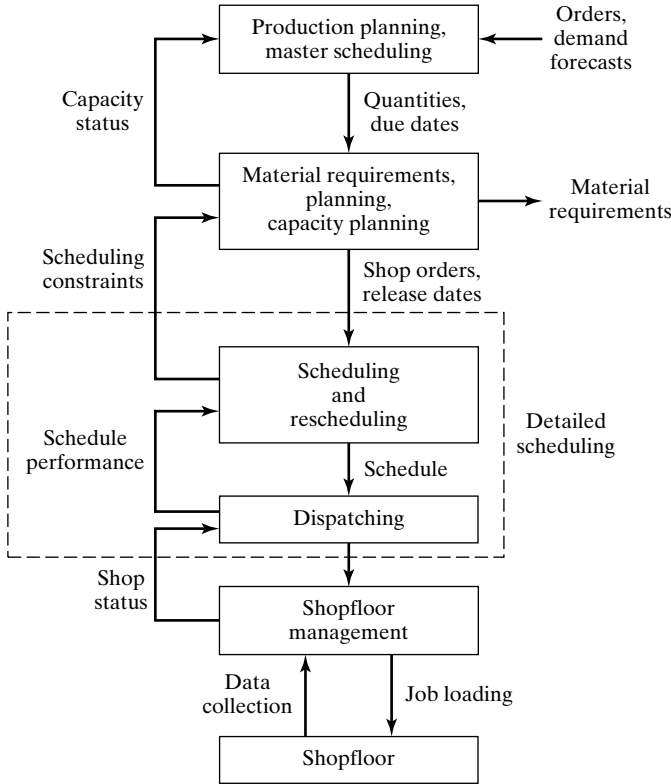 Production planning,
master scheduling
Orders,
demand
forecasts
Capacity
status
Quantities,
due dates
Material requirements,
planning,
capacity planning
Material
requirements
Scheduling
constraints
Shop orders,
release dates
Scheduling
and
rescheduling
Detailed
scheduling
Schedule
performance
Schedule
Dispatching
Shop
status
Shopfloor
management
Data
collection
Job loading
Shopfloor